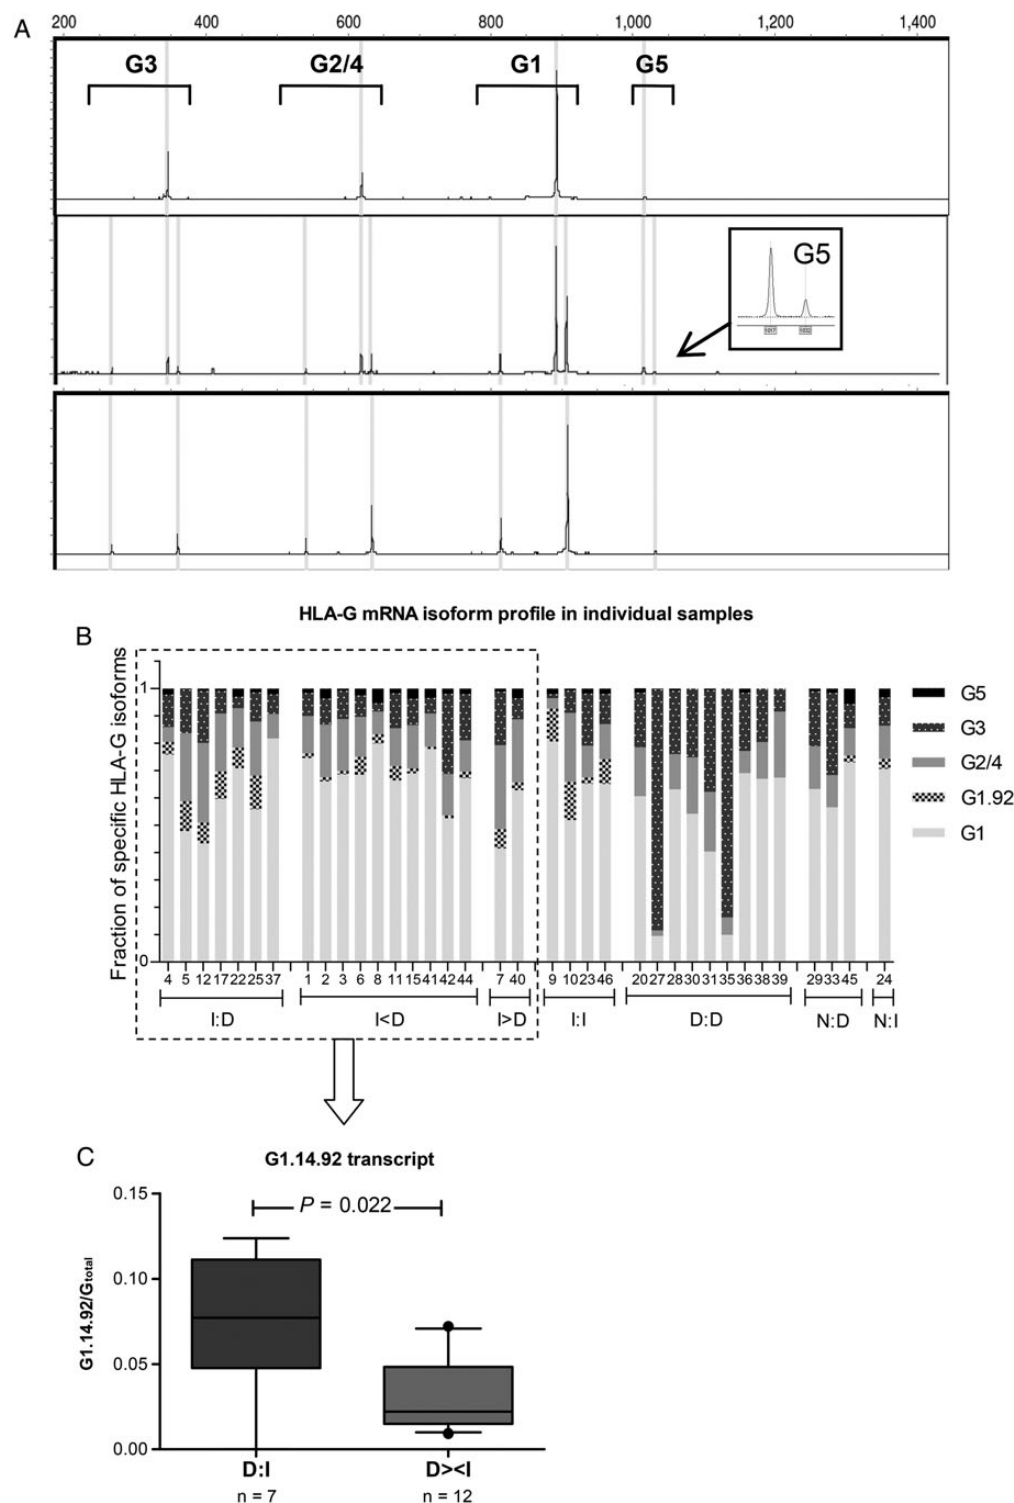 A
200 400 600 800 1,000 1,200 1,400
G3 G2/4 G1 G5
G5
1017 1032
HLA-G mRNA isoform profile in individual samples
B
Fraction of specific HLA-G isoforms
1
0
G5
G3
G2/4
G1.92
G1
4 5 12 17 22 25 37 1 2 3 6 8 11 15 41 42 44 7 40 9 10 23 46 20 27 28 30 31 35 36 38 39 29 33 45 24
I:D I<D I>D I:I D:D N:D N:I
C
G1.14.92 transcript
P = 0.022
G1.14.92/Gtotal
0.15
0.10
0.05
0.00
D:I D><I
n = 7 n = 12